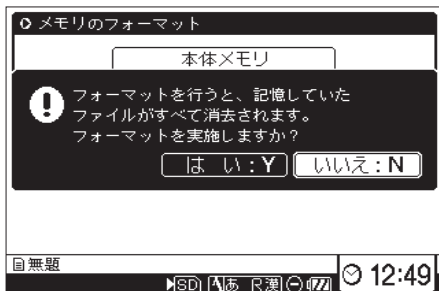 メモリのフォーマット
本体メモリ
フォーマットを行うと、記憶していた
ファイルがすべて消去されます。
フォーマットを実施しますか？
はい:Y いいえ:N
無題
SD A あ R漢 12:49